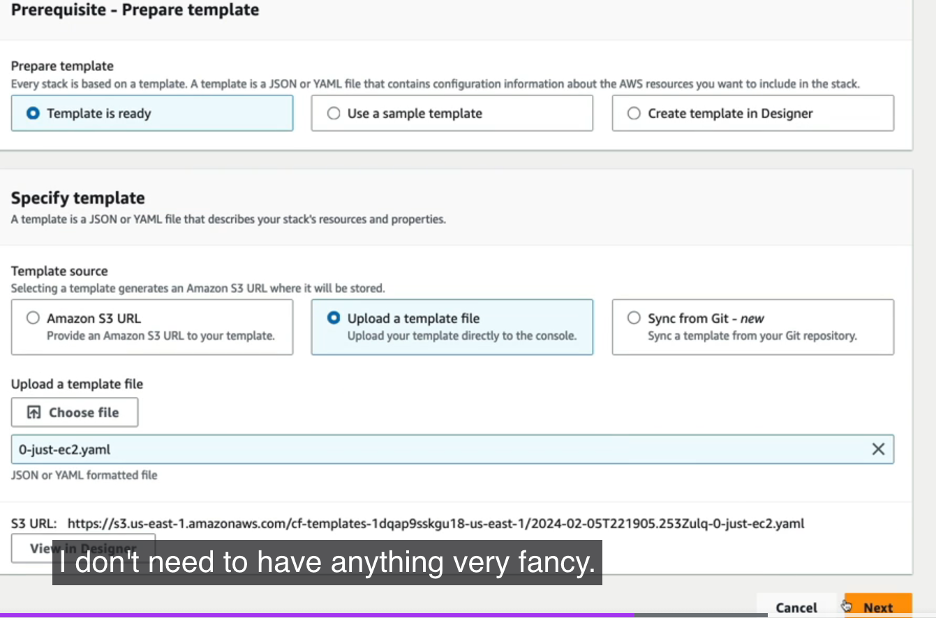 Prerequisite - Prepare template
Prepare template
Every stack is based on a template. A template is a JSON or YAML file that contains configuration information about the AWS resources you want to include in the stack.
Template is ready
Use a sample template
Create template in Designer
Specify template
A template is a JSON or YAML file that describes your stack's resources and properties.
Template source
Selecting a template generates an Amazon S3 URL where it will be stored.
Amazon S3 URL
Provide an Amazon S3 URL to your template.
Upload a template file
Upload your template directly to the console.
Sync from Git - new
Sync a template from your Git repository.
Upload a template file
Choose file
0-just-ec2.yaml
JSON or YAML formatted file
S3 URL: https://s3.us-east-1.amazonaws.com/cf-templates-1dqap9sskgu18-us-east-1/2024-02-05T221905.253Zulq-0-just-ec2.yaml
View in Designer
I don't need to have anything very fancy.
Cancel
Next